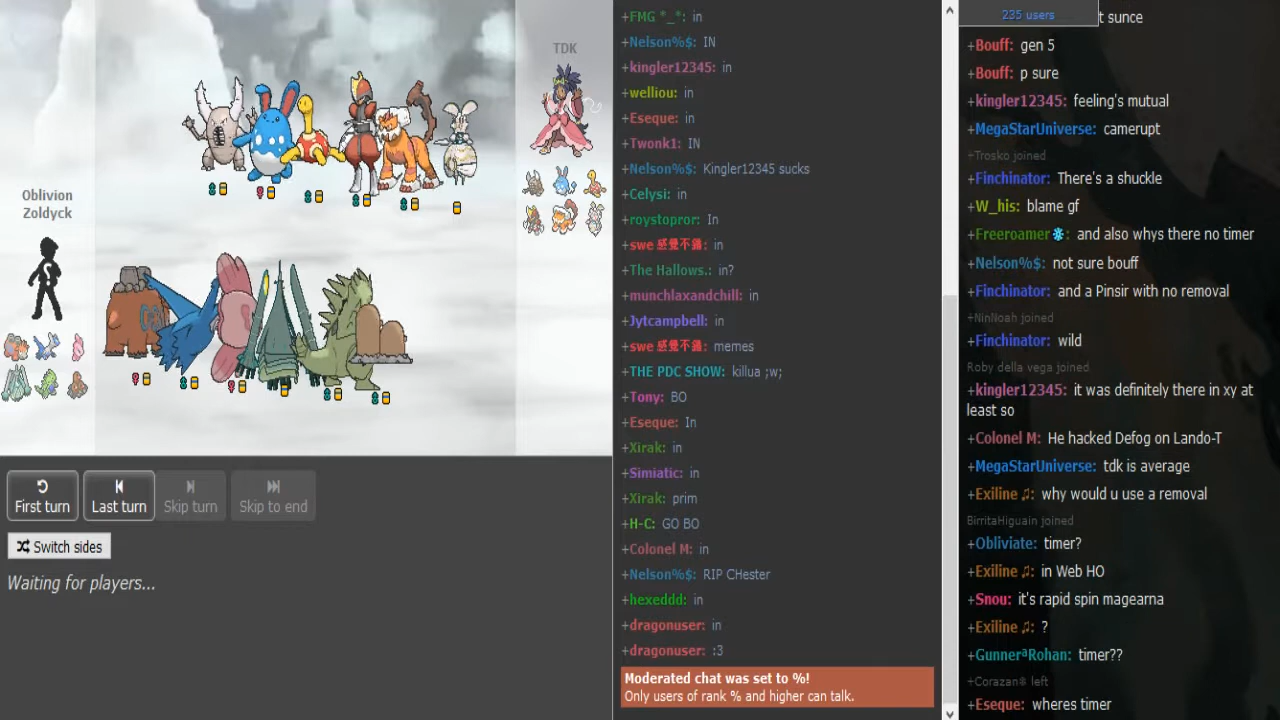 TDK
Oblivion
Zoldyck
First turn
Last turn
Skip turn
Skip to end
Switch sides
Waiting for players...
+FMG *_*: in
+Nelson%$: IN
+kingler12345: in
+welliou: in
+Eseque: in
+Twonk1: IN
+Nelson%$: Kingler12345 sucks
+Celysi: in
+roystopror: In
+swe 感覺不錯: in
+The Hallows.: in?
+munchlaxandchill: in
+Jytcampbell: in
+swe 感覺不錯: memes
+THE PDC SHOW: killua ;w;
+Tony: BO
+Eseque: In
+Xirak: in
+Simiatic: in
+Xirak: prim
+H-C: GO BO
+Colonel M: in
+Nelson%$: RIP CHester
+hexeddd: in
+dragonuser: in
+dragonuser: :3
Moderated chat was set to %!
Only users of rank % and higher can talk.
235 users
t sunce
+Bouff: gen 5
+Bouff: p sure
+kingler12345: feeling's mutual
+MegaStarUniverse: camerupt
+Trosko joined
+Finchinator: There's a shuckle
+W_his: blame gf
+Freeroamer❄: and also whys there no timer
+Nelson%$: not sure bouff
+Finchinator: and a Pinsir with no removal
+NinNoah joined
+Finchinator: wild
Roby della vega joined
+kingler12345: it was definitely there in xy at
least so
+Colonel M: He hacked Defog on Lando-T
+MegaStarUniverse: tdk is average
+Exiline ♫: why would u use a removal
BirritaHiguain joined
+Obliviate: timer?
+Exiline ♫: in Web HO
+Snou: it's rapid spin magearna
+Exiline ♫: ?
+GunnerªRohan: timer??
+Corazan® left
+Eseque: wheres timer